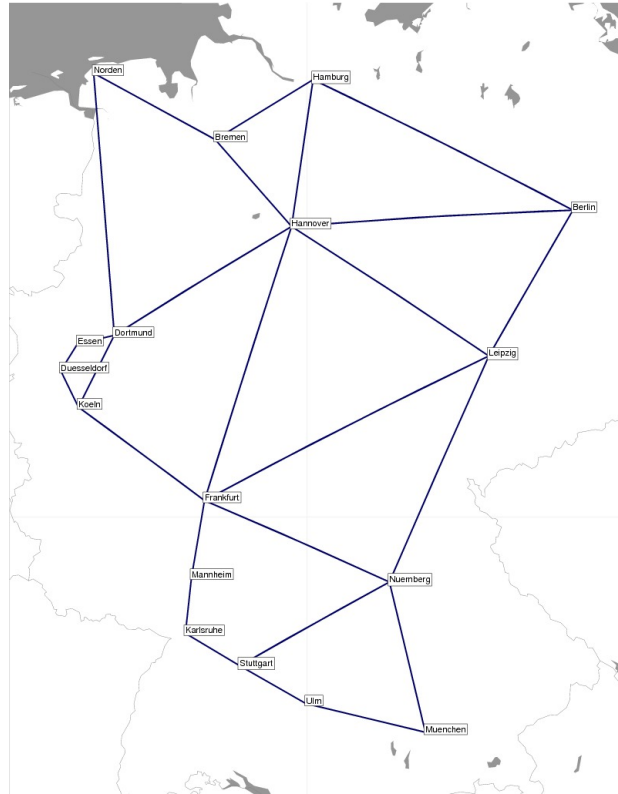 Norden
Hamburg
Bremen
Berlin
Hannover
Dortmund
Essen
Leipzig
Duesseldorf
Koeln
Frankfurt
Mannheim
Nuernberg
Karlsruhe
Stuttgart
Ulm
Muenchen